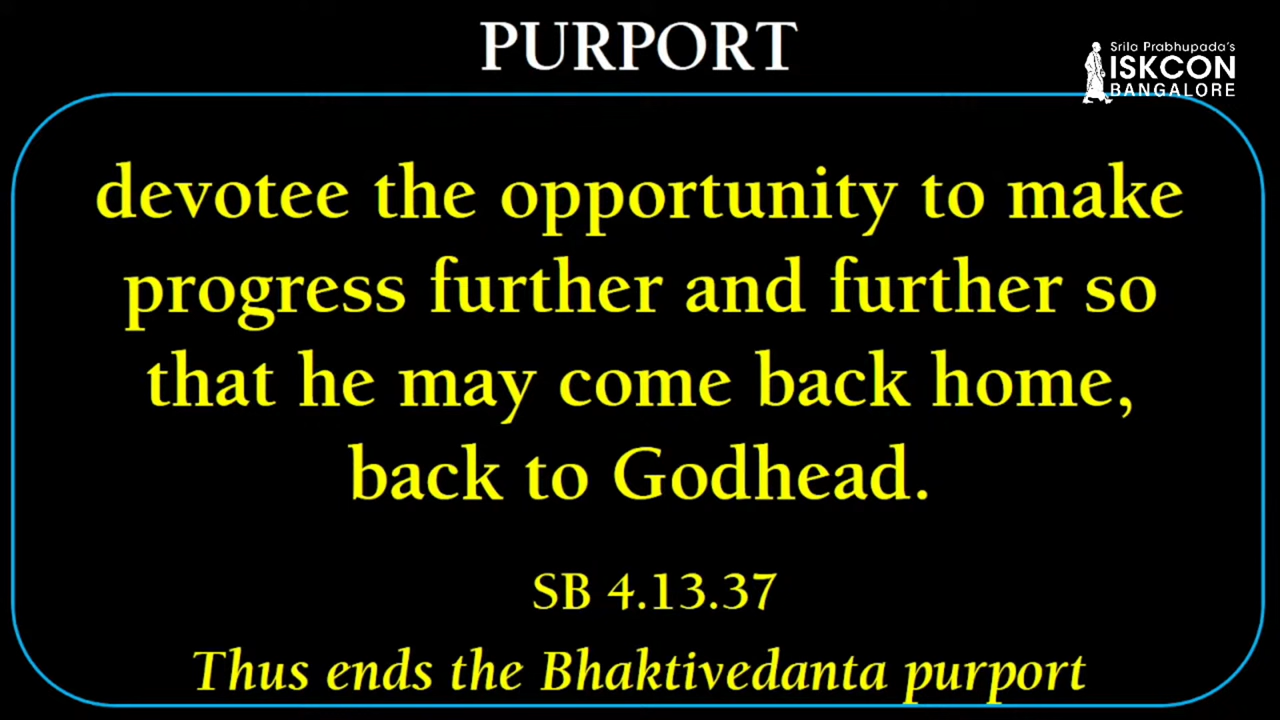 PURPORT
Srila Prabhupada's
ISKCON
BANGALORE
devotee the opportunity to make
progress further and further so
that he may come back home,
back to Godhead.
SB 4.13.37
Thus ends the Bhaktivedanta purport